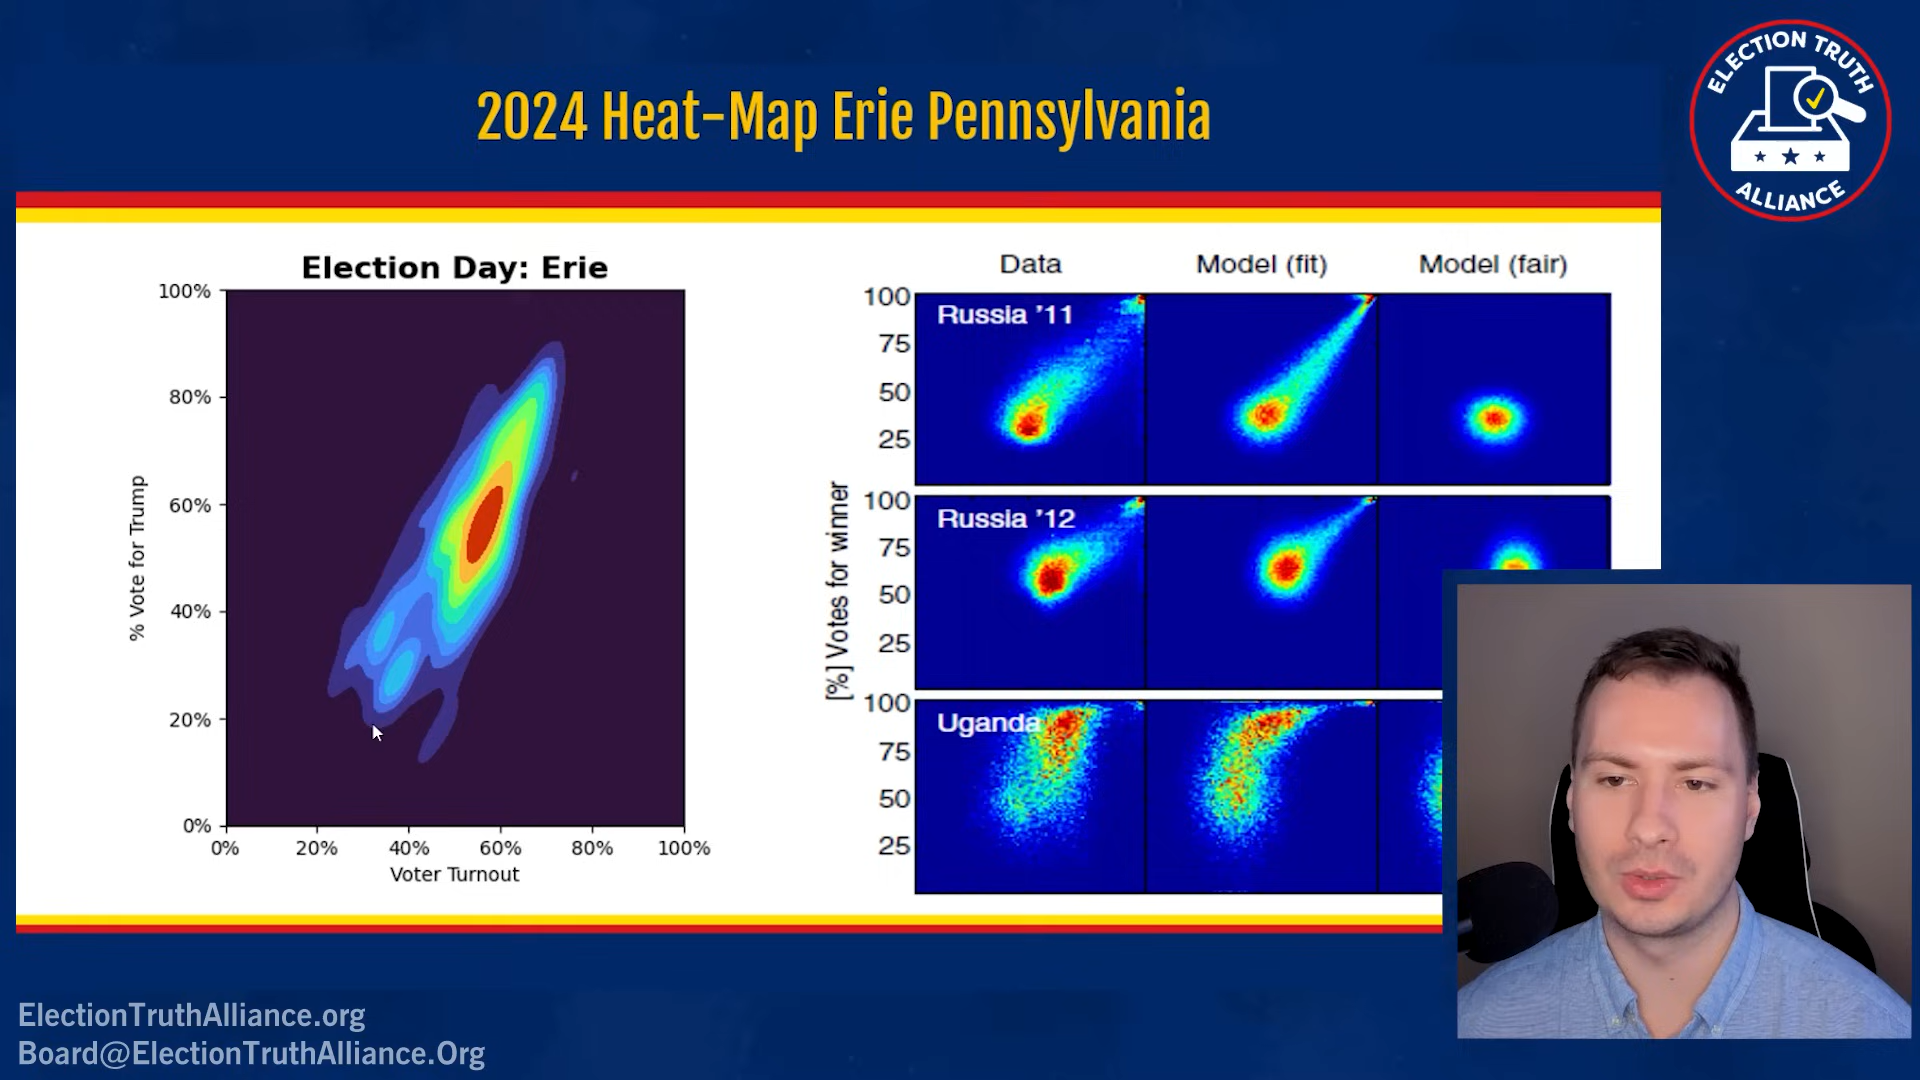 2024 Heat-Map Erie Pennsylvania
ELECTION TRUTH
ALLIANCE
Election Day: Erie
100%
80%
60%
40%
20%
0%
% Vote for Trump
0% 20% 40% 60% 80% 100%
Voter Turnout
Data Model (fit) Model (fair)
[%] Votes for winner
100
75
50
25
Russia '11
100
75
50
25
Russia '12
100
75
50
25
Uganda
ElectionTruthAlliance.org
Board@ElectionTruthAlliance.Org